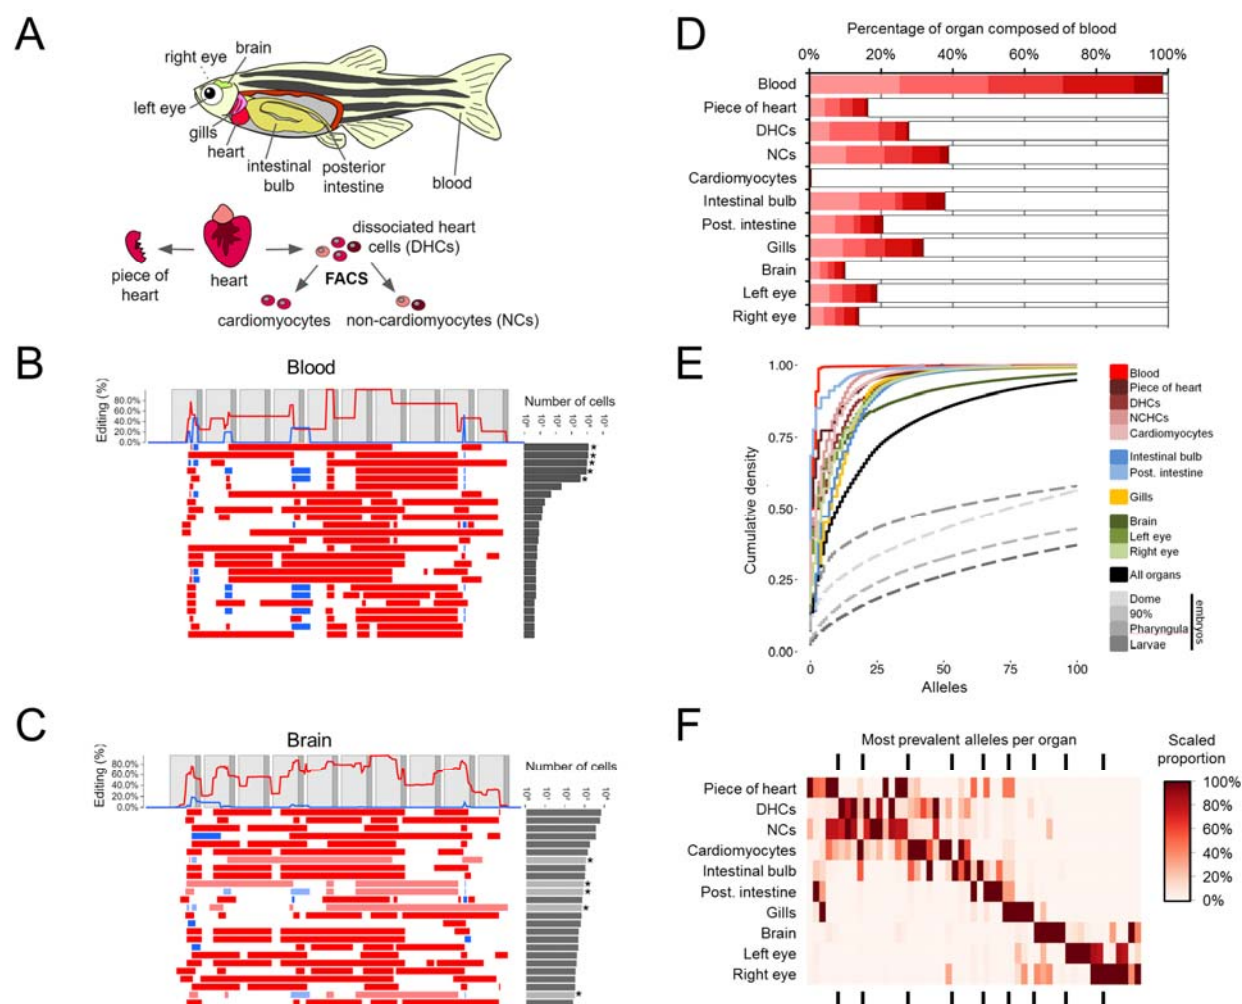 A
right eye
brain
left eye
gills
heart
intestinal
bulb
posterior
intestine
blood
dissociated heart
cells (DHCs)
piece of
heart
heart
FACS
cardiomyocytes
non-cardiomyocytes (NCs)
B
Blood
Editing (%)
80.0%
60.0%
40.0%
20.0%
0.0%
Number of cells
C
Brain
Editing (%)
80.0%
60.0%
40.0%
20.0%
0.0%
Number of cells
D
Percentage of organ composed of blood
0% 20% 40% 60% 80% 100%
Blood
Piece of heart
DHCs
NCs
Cardiomyocytes
Intestinal bulb
Post. intestine
Gills
Brain
Left eye
Right eye
E
Cumulative density
1.00
0.75
0.50
0.25
0.00
0 25 50 75 100
Alleles
Blood
Piece of heart
DHCs
NCHCs
Cardiomyocytes
Intestinal bulb
Post. intestine
Gills
Brain
Left eye
Right eye
All organs
Dome
90%
Pharyngula
Larvae
embryos
F
Most prevalent alleles per organ
Scaled
proportion
Piece of heart
DHCs
NCs
Cardiomyocytes
Intestinal bulb
Post. intestine
Gills
Brain
Left eye
Right eye
100%
80%
60%
40%
20%
0%